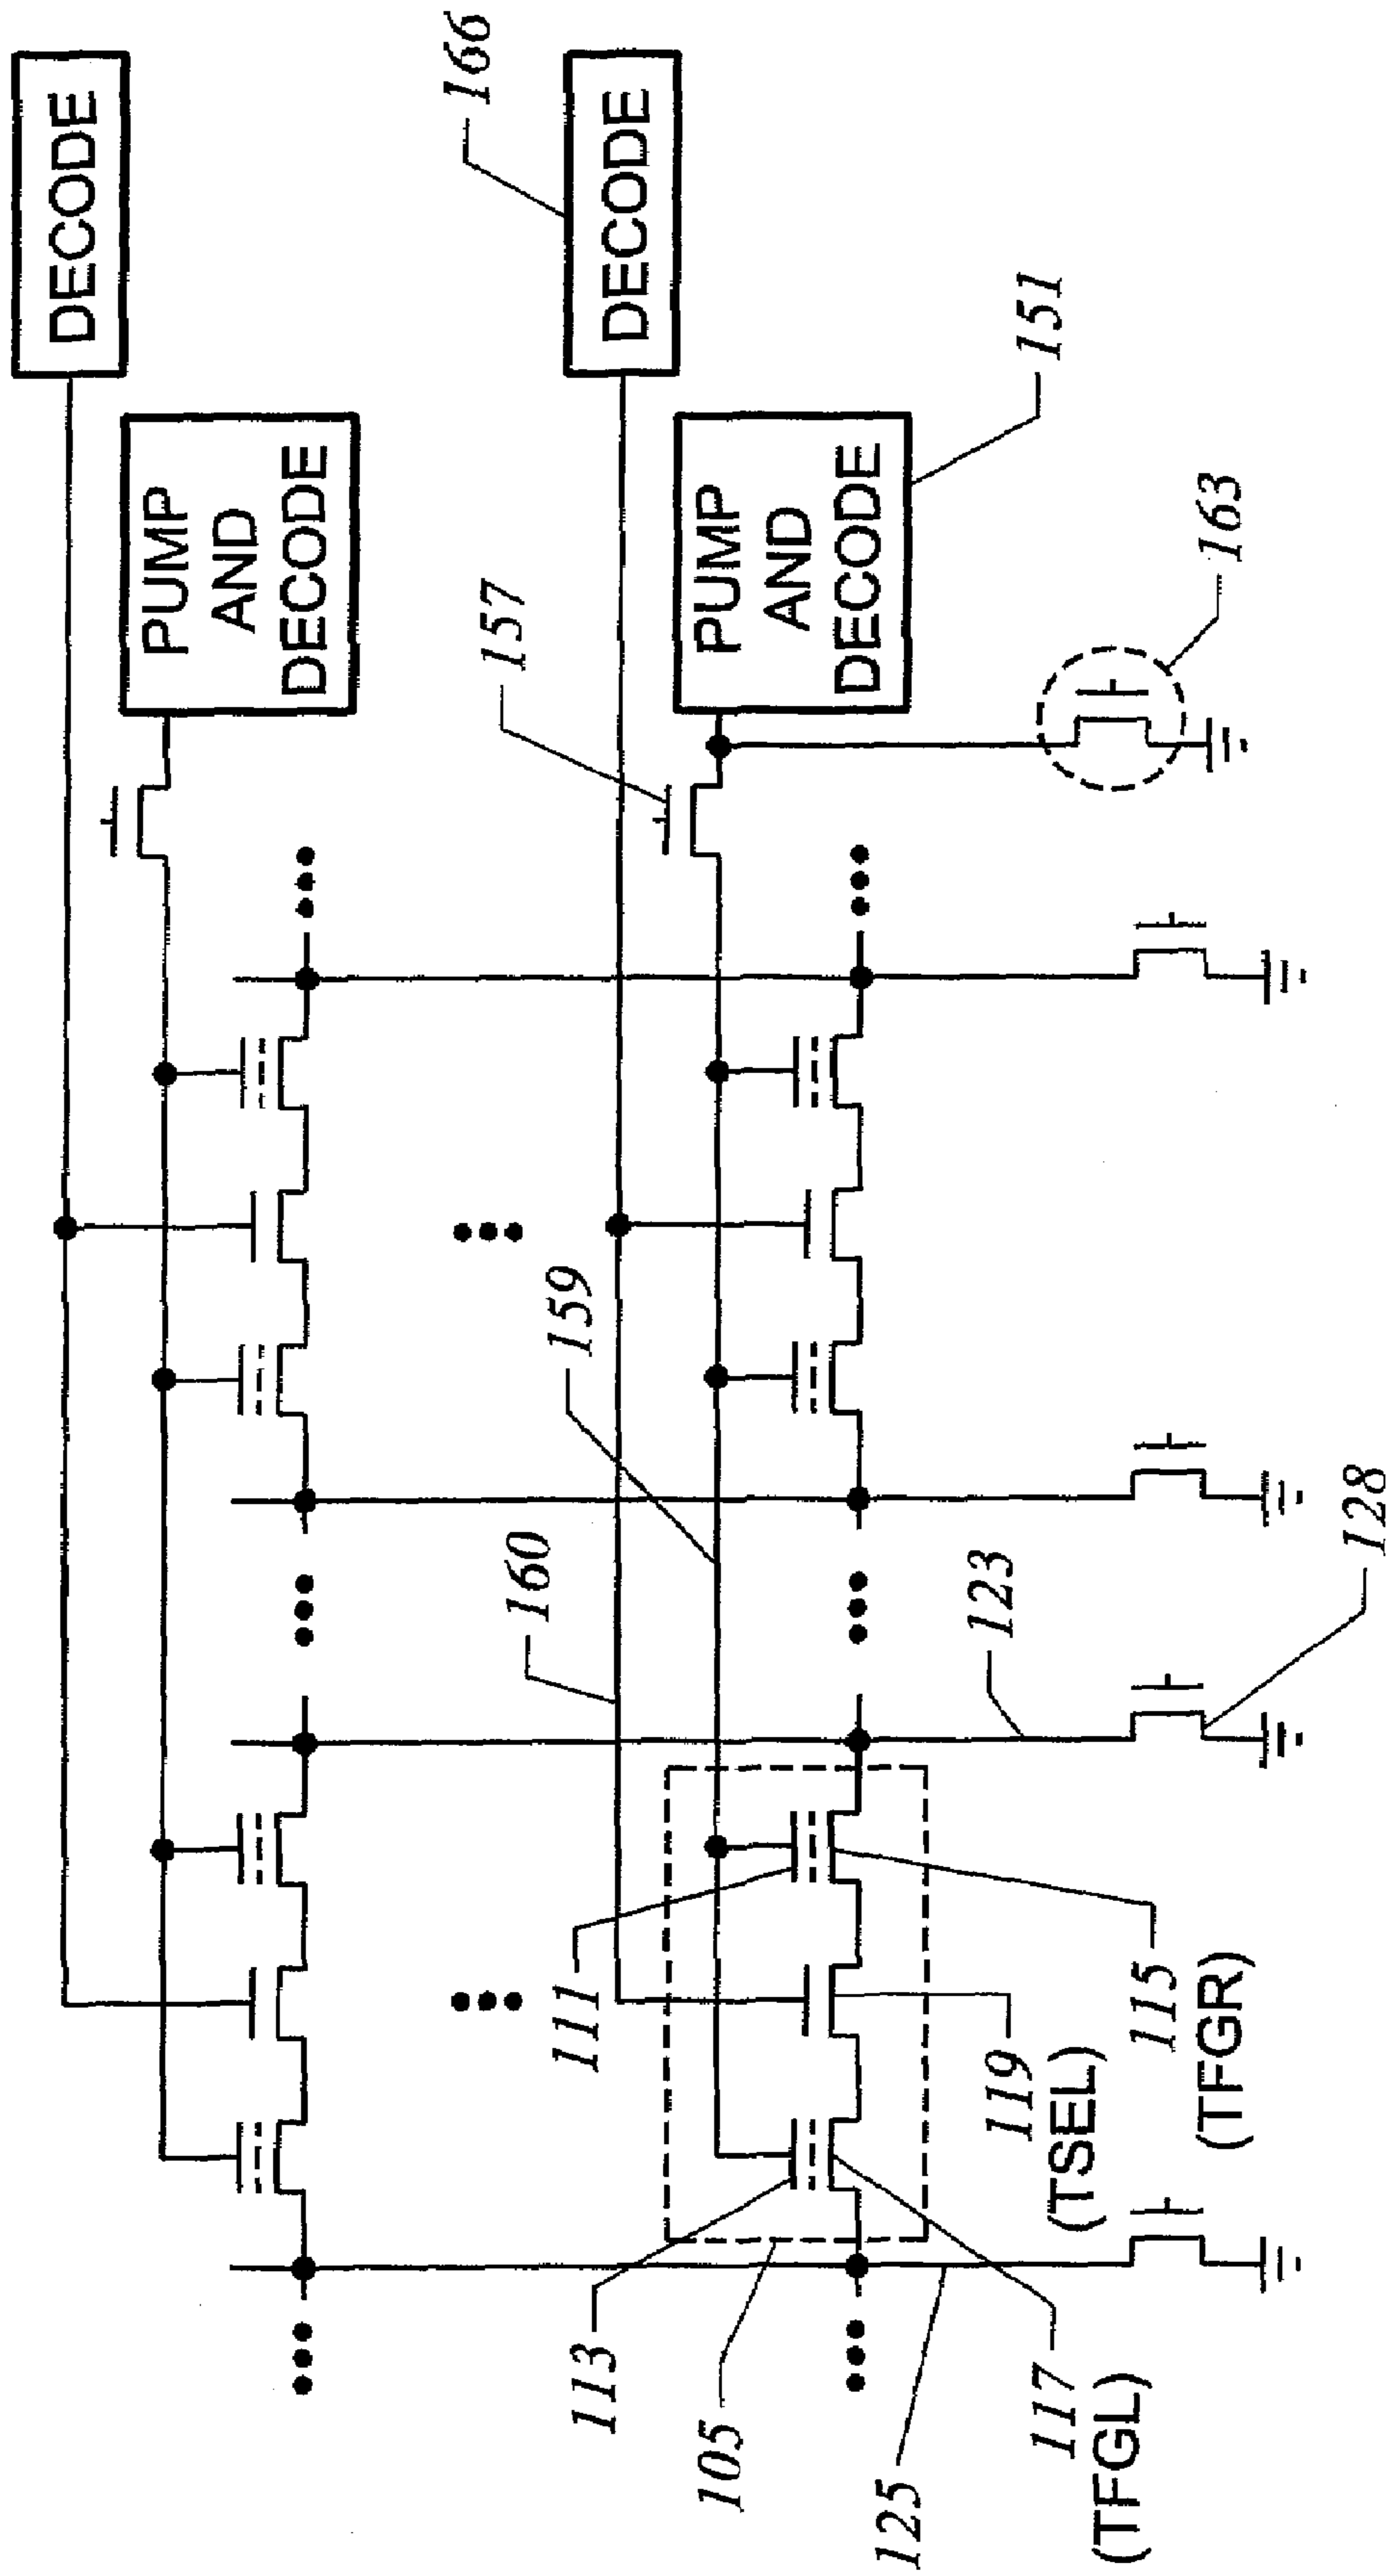 DECODE
PUMP
AND
DECODE
166
DECODE
157
PUMP
AND
DECODE
151
163
160
159
123
128
111
113
105
125
117
(TFGL)
119
(TSEL)
115
(TFGR)